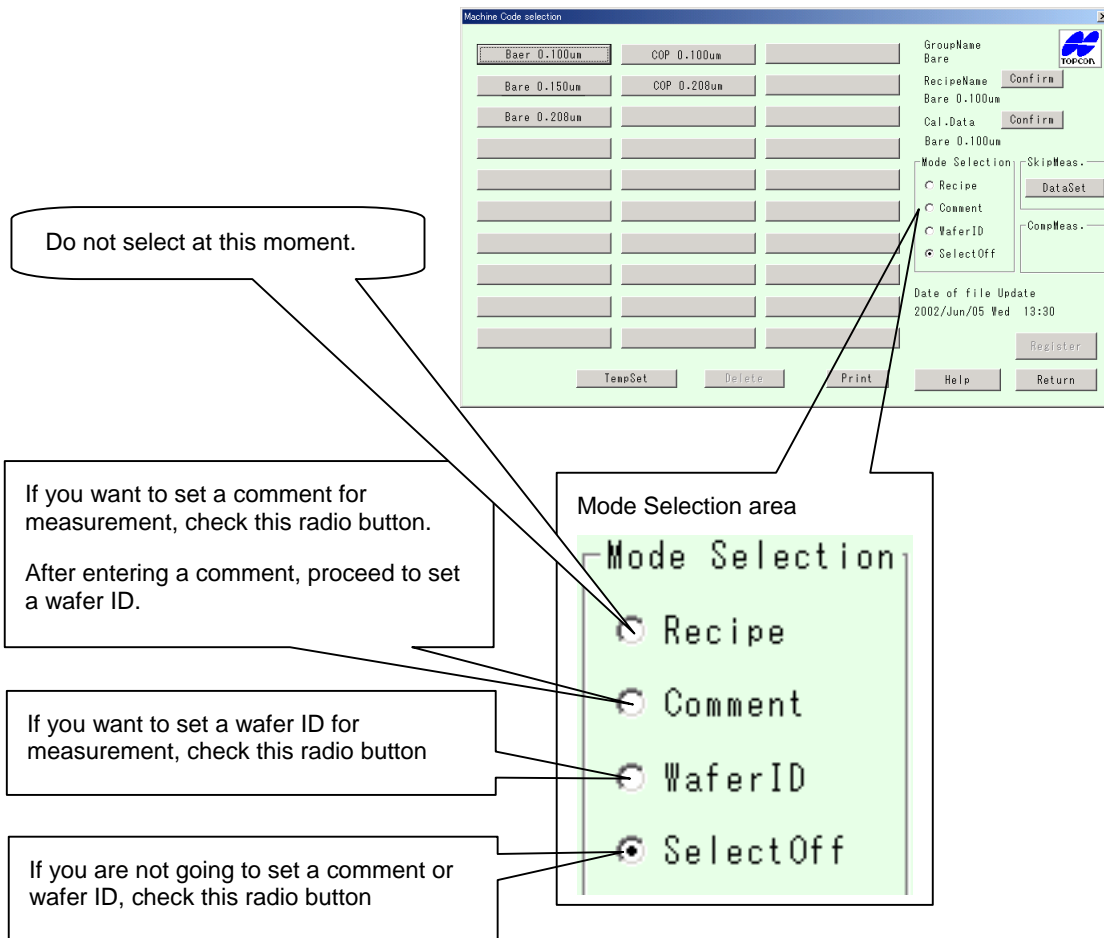 Machine Code selection
Baer 0.100um
COP 0.100um
Bare 0.150um
COP 0.208um
Bare 0.208um
GroupName
Bare
TOPCON
RecipeName
Confirm
Bare 0.100um
Cal.Data
Confirm
Bare 0.100um
Mode Selection
Recipe
Comment
WaferID
SelectOff
SkipMeas.
DataSet
CompMeas.
Date of file Update
2002/Jun/05 Wed 13:30
Register
TempSet
Delete
Print
Help
Return
Do not select at this moment.
If you want to set a comment for
measurement, check this radio button.
After entering a comment, proceed to set
a wafer ID.
If you want to set a wafer ID for
measurement, check this radio button
If you are not going to set a comment or
wafer ID, check this radio button
Mode Selection area
Mode Selection
Recipe
Comment
WaferID
SelectOff